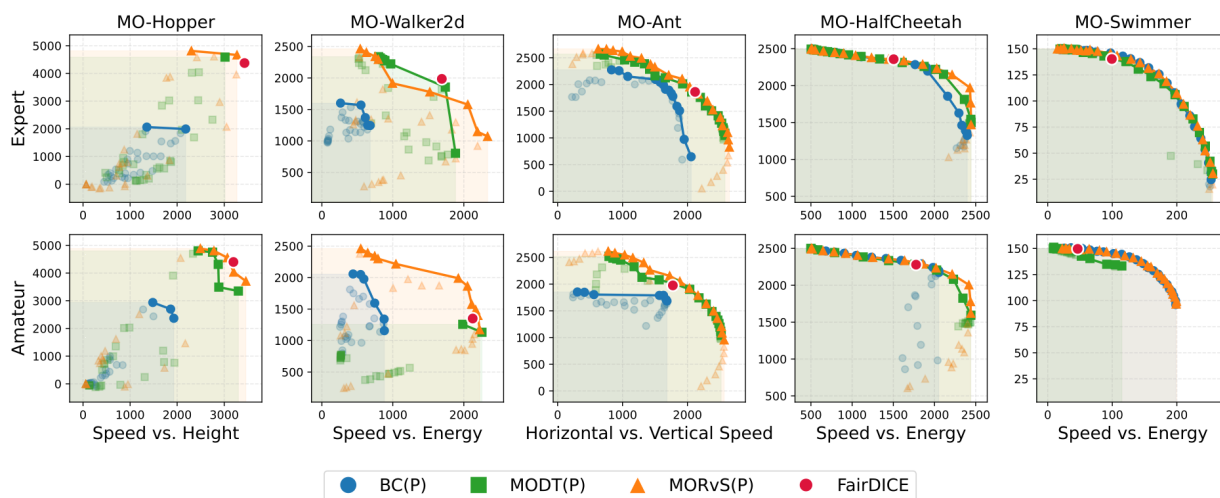 MO-Hopper MO-Walker2d MO-Ant MO-HalfCheetah MO-Swimmer
Expert
5000 4000 3000 2000 1000 0
0 1000 2000 3000
2500 2000 1500 1000 500
0 1000 2000
2500 2000 1500 1000 500 0
0 1000 2000
2500 2000 1500 1000 500
500 1000 1500 2000 2500
150 125 100 75 50 25
0 100 200
Amateur
5000 4000 3000 2000 1000 0
0 1000 2000 3000
2500 2000 1500 1000 500
0 1000 2000
2500 2000 1500 1000 500 0
0 1000 2000
2500 2000 1500 1000 500
500 1000 1500 2000 2500
150 125 100 75 50 25
0 100 200
Speed vs. Height Speed vs. Energy Horizontal vs. Vertical Speed Speed vs. Energy Speed vs. Energy
BC(P) MODT(P) MORvS(P) FairDICE